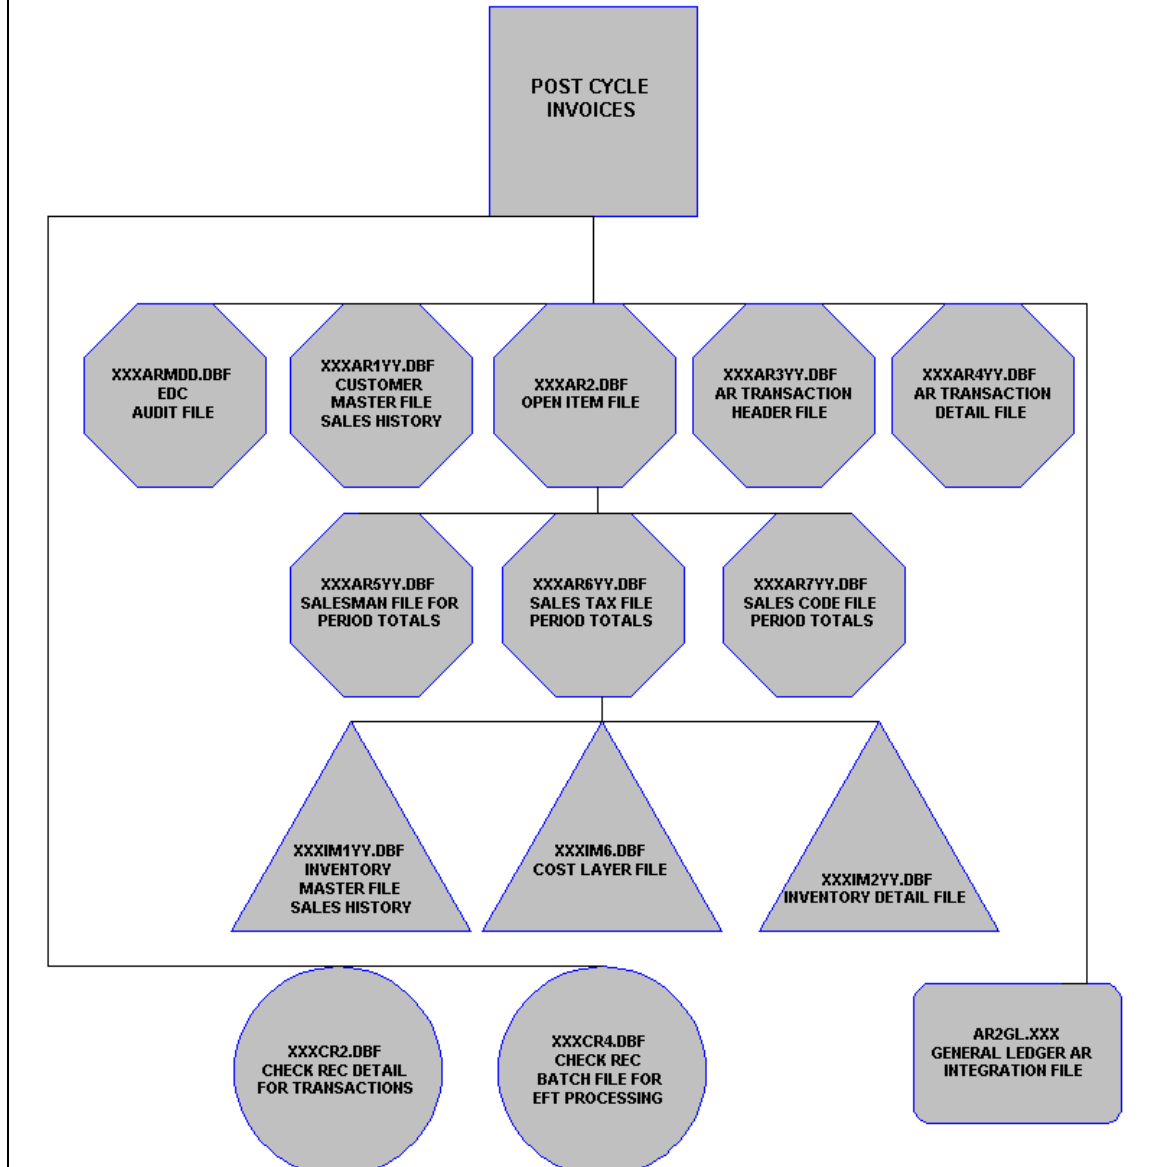 POST CYCLE
INVOICES
XXXARMDD.DBF
EDC
AUDIT FILE
XXXAR1YY.DBF
CUSTOMER
MASTER FILE
SALES HISTORY
XXXAR2.DBF
OPEN ITEM FILE
XXXAR3YY.DBF
AR TRANSACTION
HEADER FILE
XXXAR4YY.DBF
AR TRANSACTION
DETAIL FILE
XXXAR5YY.DBF
SALESMAN FILE FOR
PERIOD TOTALS
XXXAR6YY.DBF
SALES TAX FILE
PERIOD TOTALS
XXXAR7YY.DBF
SALES CODE FILE
PERIOD TOTALS
XXXIM1YY.DBF
INVENTORY
MASTER FILE
SALES HISTORY
XXXIM6.DBF
COST LAYER FILE
XXXIM2YY.DBF
INVENTORY DETAIL FILE
XXXCR2.DBF
CHECK REC DETAIL
FOR TRANSACTIONS
XXXCR4.DBF
CHECK REC
BATCH FILE FOR
EFT PROCESSING
AR2GL.XXX
GENERAL LEDGER AR
INTEGRATION FILE